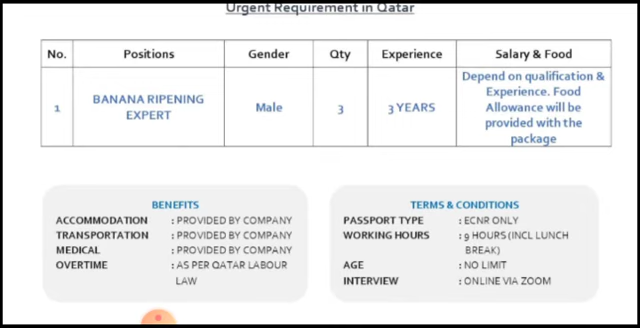 Urgent Requirement in Qatar
No. Positions Gender Qty Experience Salary & Food
1 BANANA RIPENING EXPERT Male 3 3 YEARS Depend on qualification & Experience. Food Allowance will be provided with the package
BENEFITS
ACCOMMODATION : PROVIDED BY COMPANY
TRANSPORTATION : PROVIDED BY COMPANY
MEDICAL : PROVIDED BY COMPANY
OVERTIME : AS PER QATAR LABOUR
LAW
TERMS & CONDITIONS
PASSPORT TYPE : ECNR ONLY
WORKING HOURS : 9 HOURS (INCL LUNCH
BREAK)
AGE : NO LIMIT
INTERVIEW : ONLINE VIA ZOOM